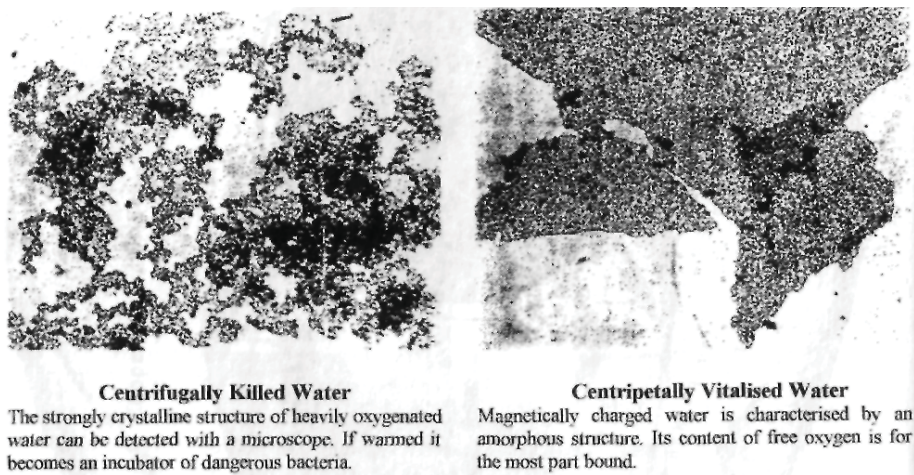 Centrifugally Killed Water
The strongly crystalline structure of heavily oxygenated
water can be detected with a microscope. If warmed it
becomes an incubator of dangerous bacteria.
Centripetally Vitalised Water
Magnetically charged water is characterised by an
amorphous structure. Its content of free oxygen is for
the most part bound.